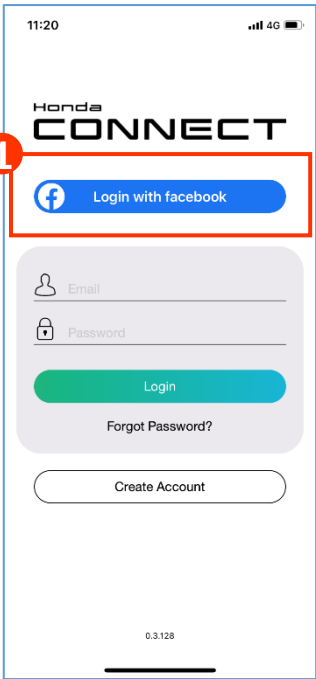 11:20 4G
Honda
CONNECT
1
Login with facebook
Email
Password
Login
Forgot Password?
Create Account
0.3.128